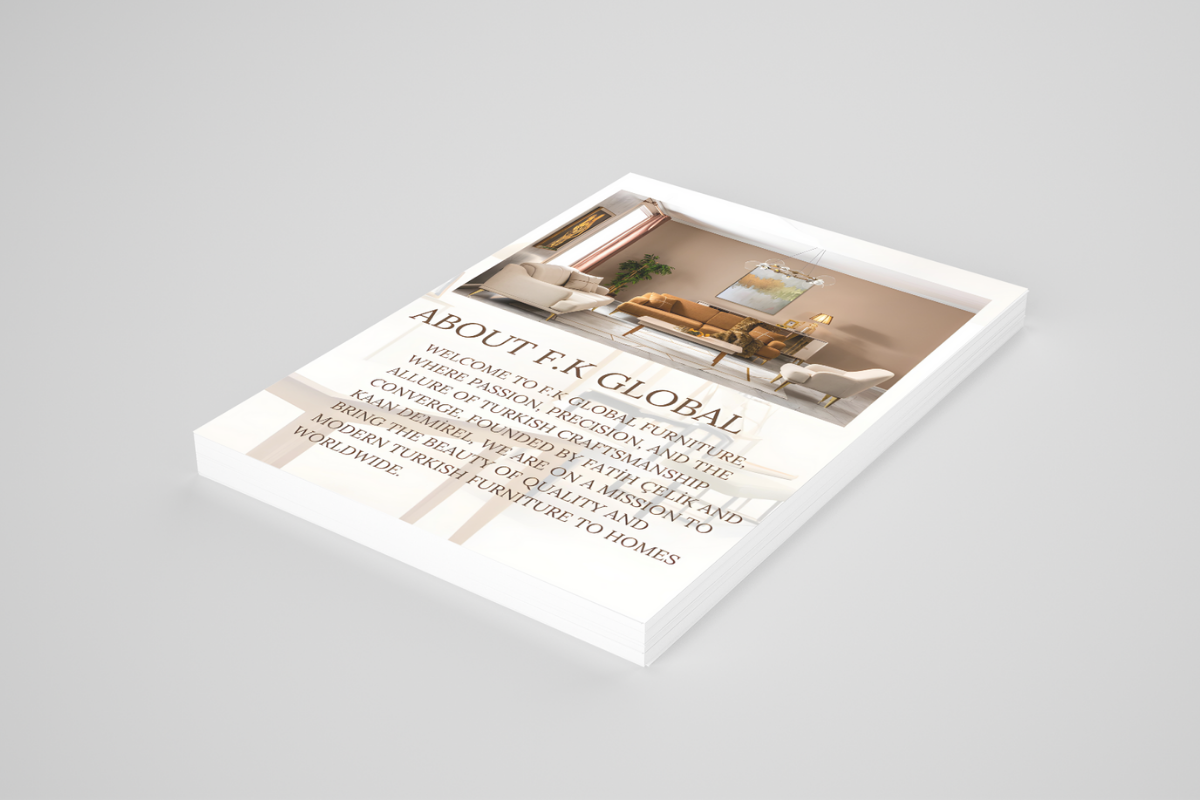 ABOUT F.K GLOBAL
WELCOME TO F.K GLOBAL FURNITURE,
WHERE PASSION, PRECISION, AND THE
ALLURE OF TURKISH CRAFTSMANSHIP
CONVERGE. FOUNDED BY FATİH ÇELİK AND
KAAN DEMİREL, WE ARE ON A MISSION TO
BRING THE BEAUTY OF QUALITY AND
MODERN TURKISH FURNITURE TO HOMES
WORLDWIDE.